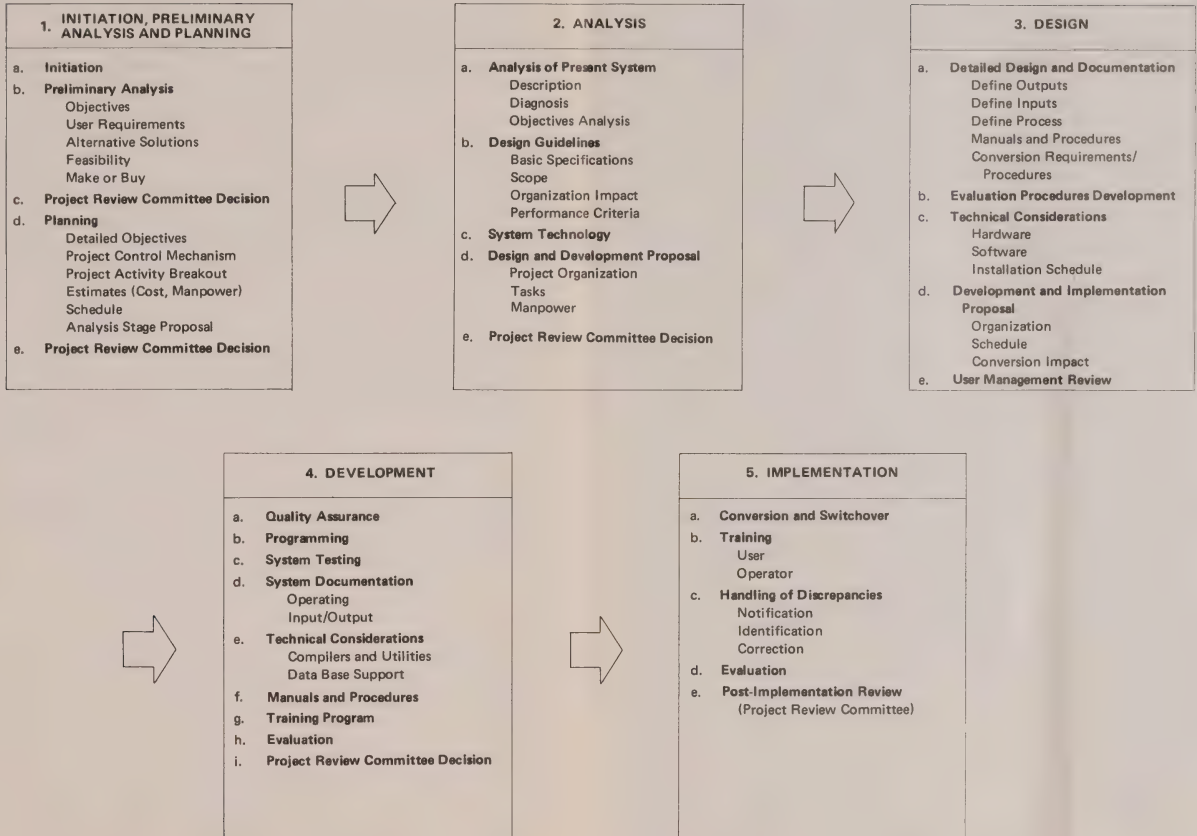 1. INITIATION, PRELIMINARY
ANALYSIS AND PLANNING
a. Initiation
b. Preliminary Analysis
Objectives
User Requirements
Alternative Solutions
Feasibility
Make or Buy
c. Project Review Committee Decision
d. Planning
Detailed Objectives
Project Control Mechanism
Project Activity Breakout
Estimates (Cost, Manpower)
Schedule
Analysis Stage Proposal
e. Project Review Committee Decision
2. ANALYSIS
a. Analysis of Present System
Description
Diagnosis
Objectives Analysis
b. Design Guidelines
Basic Specifications
Scope
Organization Impact
Performance Criteria
c. System Technology
d. Design and Development Proposal
Project Organization
Tasks
Manpower
e. Project Review Committee Decision
3. DESIGN
a. Detailed Design and Documentation
Define Outputs
Define Inputs
Define Process
Manuals and Procedures
Conversion Requirements/
Procedures
b. Evaluation Procedures Development
c. Technical Considerations
Hardware
Software
Installation Schedule
d. Development and Implementation
Proposal
Organization
Schedule
Conversion Impact
e. User Management Review
4. DEVELOPMENT
a. Quality Assurance
b. Programming
c. System Testing
d. System Documentation
Operating
Input/Output
e. Technical Considerations
Compilers and Utilities
Data Base Support
f. Manuals and Procedures
g. Training Program
h. Evaluation
i. Project Review Committee Decision
5. IMPLEMENTATION
a. Conversion and Switchover
b. Training
User
Operator
c. Handling of Discrepancies
Notification
Identification
Correction
d. Evaluation
e. Post-Implementation Review
(Project Review Committee)